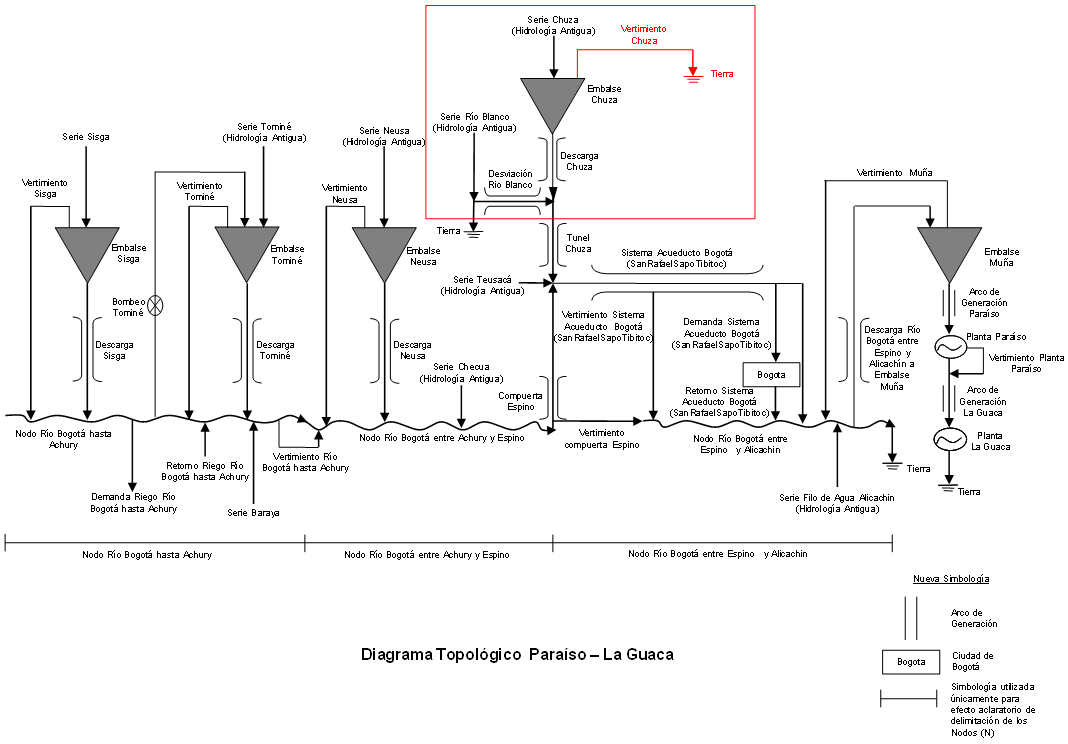 Serie Chuza
(Hidrología Antigua)
Vertimiento
Chuza
Tierra
Embalse
Chuza
Serie Río Blanco
(Hidrología Antigua)
Descarga
Chuza
Desviación
Rio Blanco
Tierra
Serie Sisga
Serie Tominé
(Hidrología Antigua)
Serie Neusa
(Hidrología Antigua)
Vertimiento
Sisga
Vertimiento
Tominé
Vertimiento
Neusa
Vertimiento Muña
Embalse
Sisga
Embalse
Tominé
Embalse
Neusa
Tunel
Chuza
Sistema Acueducto Bogotá
(SanRafaelSapoTibitoc)
Embalse
Muña
Serie Teusacá
(Hidrología Antigua)
Bombeo
Tominé
Arco de
Generación
Paraíso
Vertimiento Sistema
Acueducto Bogotá
(SanRafaelSapoTibitoc)
Demanda Sistema
Acueducto Bogotá
(SanRafaelSapoTibitoc)
Descarga Río
Bogotá entre
Espino y
Alicachín a
Embalse
Muña
Planta Paraíso
Vertimiento Planta
Paraíso
Descarga
Sisga
Descarga
Tominé
Descarga
Neusa
Serie Checua
(Hidrología Antigua)
Bogota
Compuerta
Espino
Retorno Sistema
Acueducto Bogotá
(SanRafaelSapoTibitoc)
Arco de
Generación
La Guaca
Nodo Río Bogotá hasta
Achury
Nodo Río Bogotá entre Achury y Espino
Vertimiento
compuerta Espino
Nodo Río Bogotá entre
Espino y Alicachin
Planta
La Guaca
Retorno Riego Río
Bogotá hasta Achury
Vertimiento Río
Bogotá hasta Achury
Tierra
Demanda Riego Río
Bogotá hasta Achury
Serie Baraya
Serie Filo de Agua Alicachin
(Hidrología Antigua)
Tierra
Nodo Río Bogotá hasta Achury
Nodo Río Bogotá entre Achury y Espino
Nodo Río Bogotá entre Espino y Alicachin
Nueva Simbología
Arco de
Generación
Diagrama Topológico Paraíso – La Guaca
Bogota
Ciudad de
Bogotá
Simbología utilizada
únicamente para
efecto aclaratorio de
delimitación de los
Nodos (N)